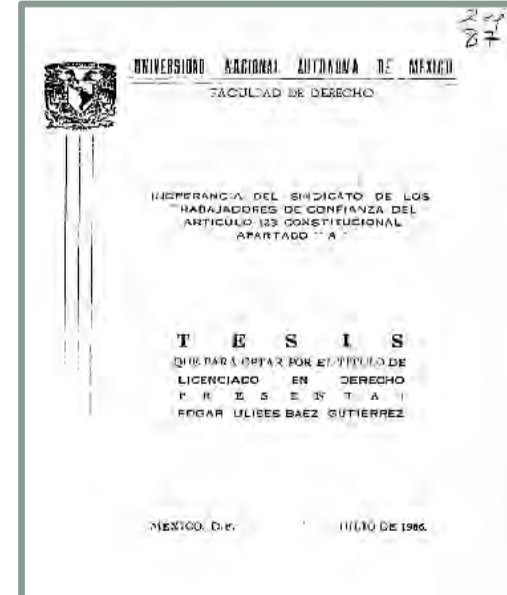 UNIVERSIDAD NACIONAL AUTONOMA DE MEXICO
FACULTAD DE DERECHO
INOPERANCIA DEL SINDICATO DE LOS
TRABAJADORES DE CONFIANZA DEL
ARTICULO 123 CONSTITUCIONAL
APARTADO " A "
T E S I S
QUE PARA OPTAR POR EL TITULO DE
LICENCIADO EN DERECHO
P R E S E N T A :
EDGAR ULISES BAEZ GUTIERREZ
MEXICO, D.F. JULIO DE 1986.